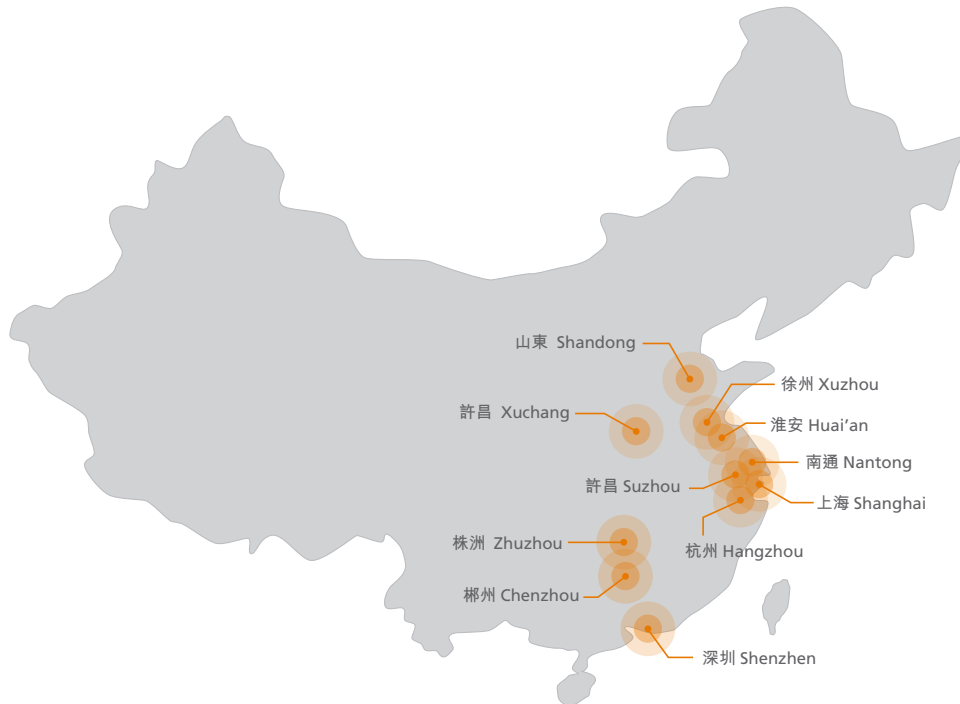 山東 Shandong
徐州 Xuzhou
許昌 Xuchang
淮安 Huai’an
南通 Nantong
許昌 Suzhou
上海 Shanghai
株洲 Zhuzhou
杭州 Hangzhou
郴州 Chenzhou
深圳 Shenzhen